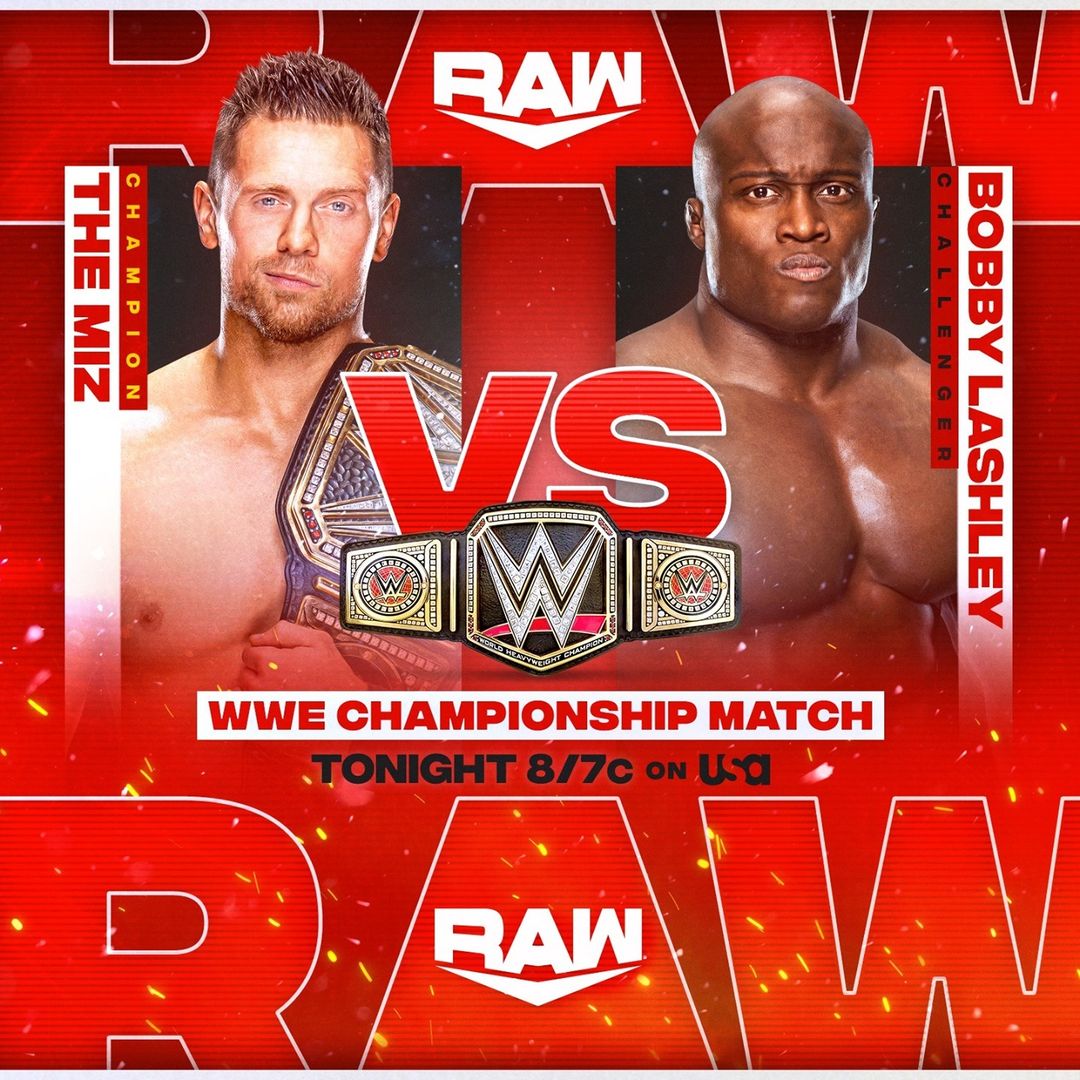 RAW
RAW
THE MIZ
CHAMPION
BOBBY LASHLEY
CHALLENGER
VS
W
W
W
WORLD HEAVYWEIGHT CHAMPION
WWE CHAMPIONSHIP MATCH
TONIGHT 8/7C ON USA
RAW
RAW